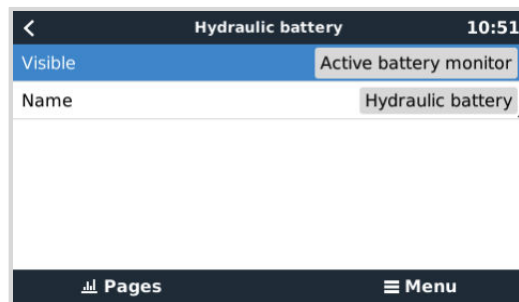 Hydraulic battery 10:51
Visible Active battery monitor
Name Hydraulic battery
Pages Menu